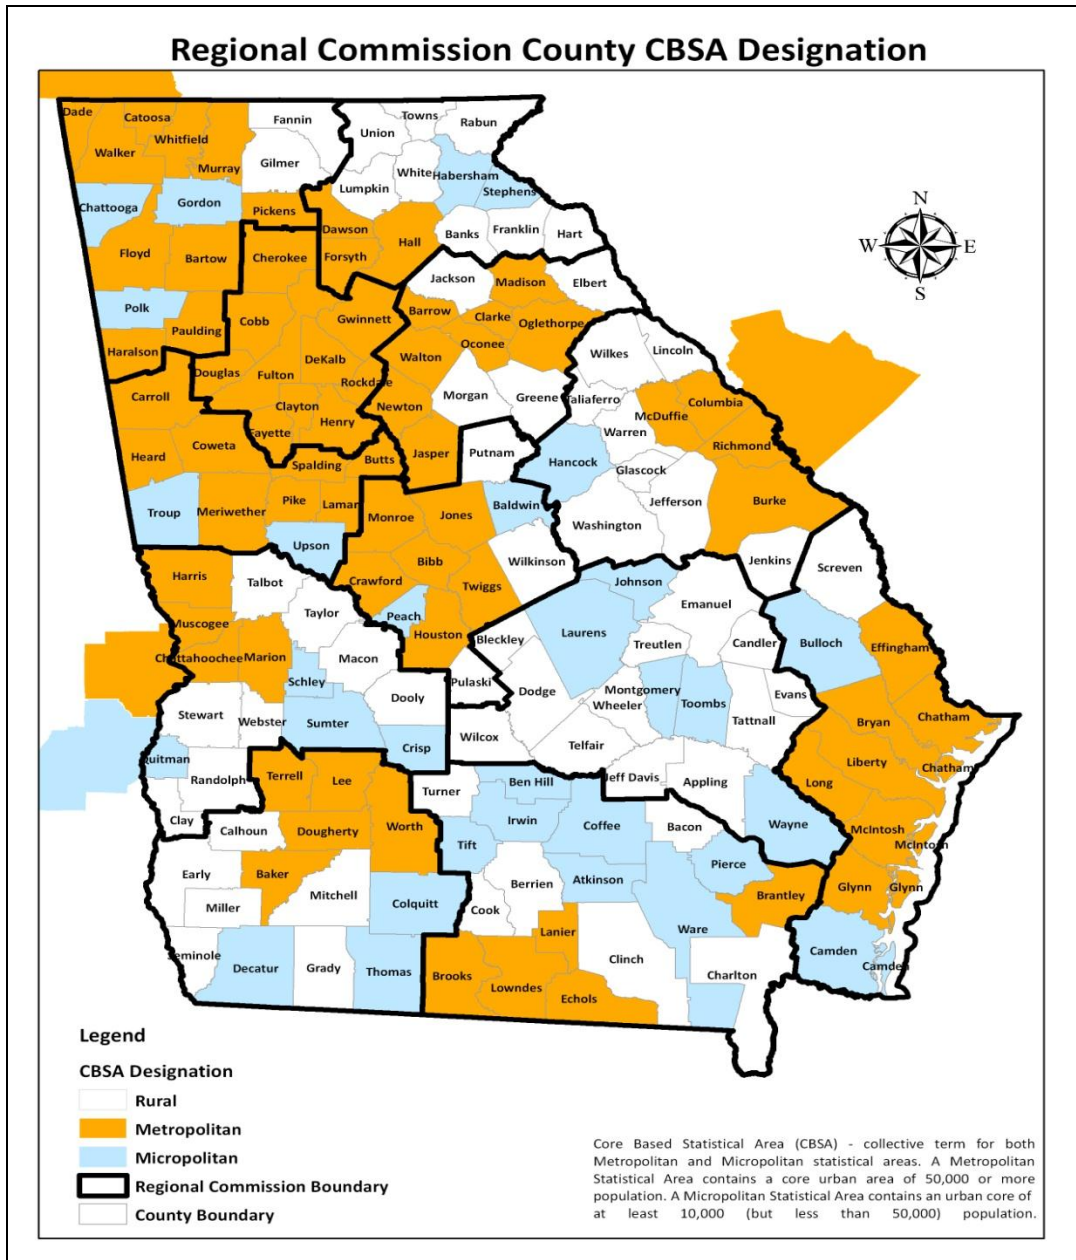 Regional Commission County CBSA Designation
Dade
Catoosa
Fannin
Towns
Rabun
Union
Walker
Whitfield
Murray
Gilmer
White
Habersham
Lumpkin
Stephens
Chattooga
Gordon
Pickens
Dawson
Hall
Banks
Franklin
Hart
N
W
E
S
Floyd
Bartow
Cherokee
Forsyth
Jackson
Madison
Elbert
Polk
Paulding
Cobb
Gwinnett
Barrow
Clarke
Oglethorpe
Oconee
Haralson
Douglas
Fulton
DeKalb
Rockdale
Walton
Wilkes
Lincoln
Carroll
Clayton
Henry
Newton
Morgan
Greene
Taliaferro
McDuffie
Columbia
Fayette
Heard
Coweta
Spalding
Butts
Jasper
Putnam
Hancock
Warren
Richmond
Glascock
Troup
Meriwether
Pike
Lamar
Monroe
Jones
Baldwin
Washington
Jefferson
Burke
Upson
Bibb
Wilkinson
Jenkins
Screven
Harris
Talbot
Crawford
Twiggs
Johnson
Taylor
Peach
Houston
Emanuel
Muscogee
Bleckley
Laurens
Treutlen
Candler
Bulloch
Effingham
Chattahoochee
Marion
Macon
Schley
Dooly
Pulaski
Dodge
Montgomery
Wheeler
Toombs
Evans
Stewart
Webster
Sumter
Crisp
Wilcox
Telfair
Tattnall
Bryan
Chatham
Quitman
Randolph
Terrell
Lee
Turner
Ben Hill
Jeff Davis
Appling
Long
Liberty
Chatham
Clay
Calhoun
Dougherty
Worth
Tift
Irwin
Coffee
Bacon
Wayne
McIntosh
McIntosh
Early
Baker
Mitchell
Colquitt
Berrien
Atkinson
Pierce
Brantley
Glynn
Glynn
Miller
Cook
Ware
Seminole
Decatur
Grady
Thomas
Brooks
Lanier
Lowndes
Clinch
Echols
Charlton
Camden
Camden
Legend
CBSA Designation
Rural
Metropolitan
Micropolitan
Regional Commission Boundary
County Boundary
Core Based Statistical Area (CBSA) - collective term for both
Metropolitan and Micropolitan statistical areas. A Metropolitan
Statistical Area contains a core urban area of 50,000 or more
population. A Micropolitan Statistical Area contains an urban core of
at least 10,000 (but less than 50,000) population.